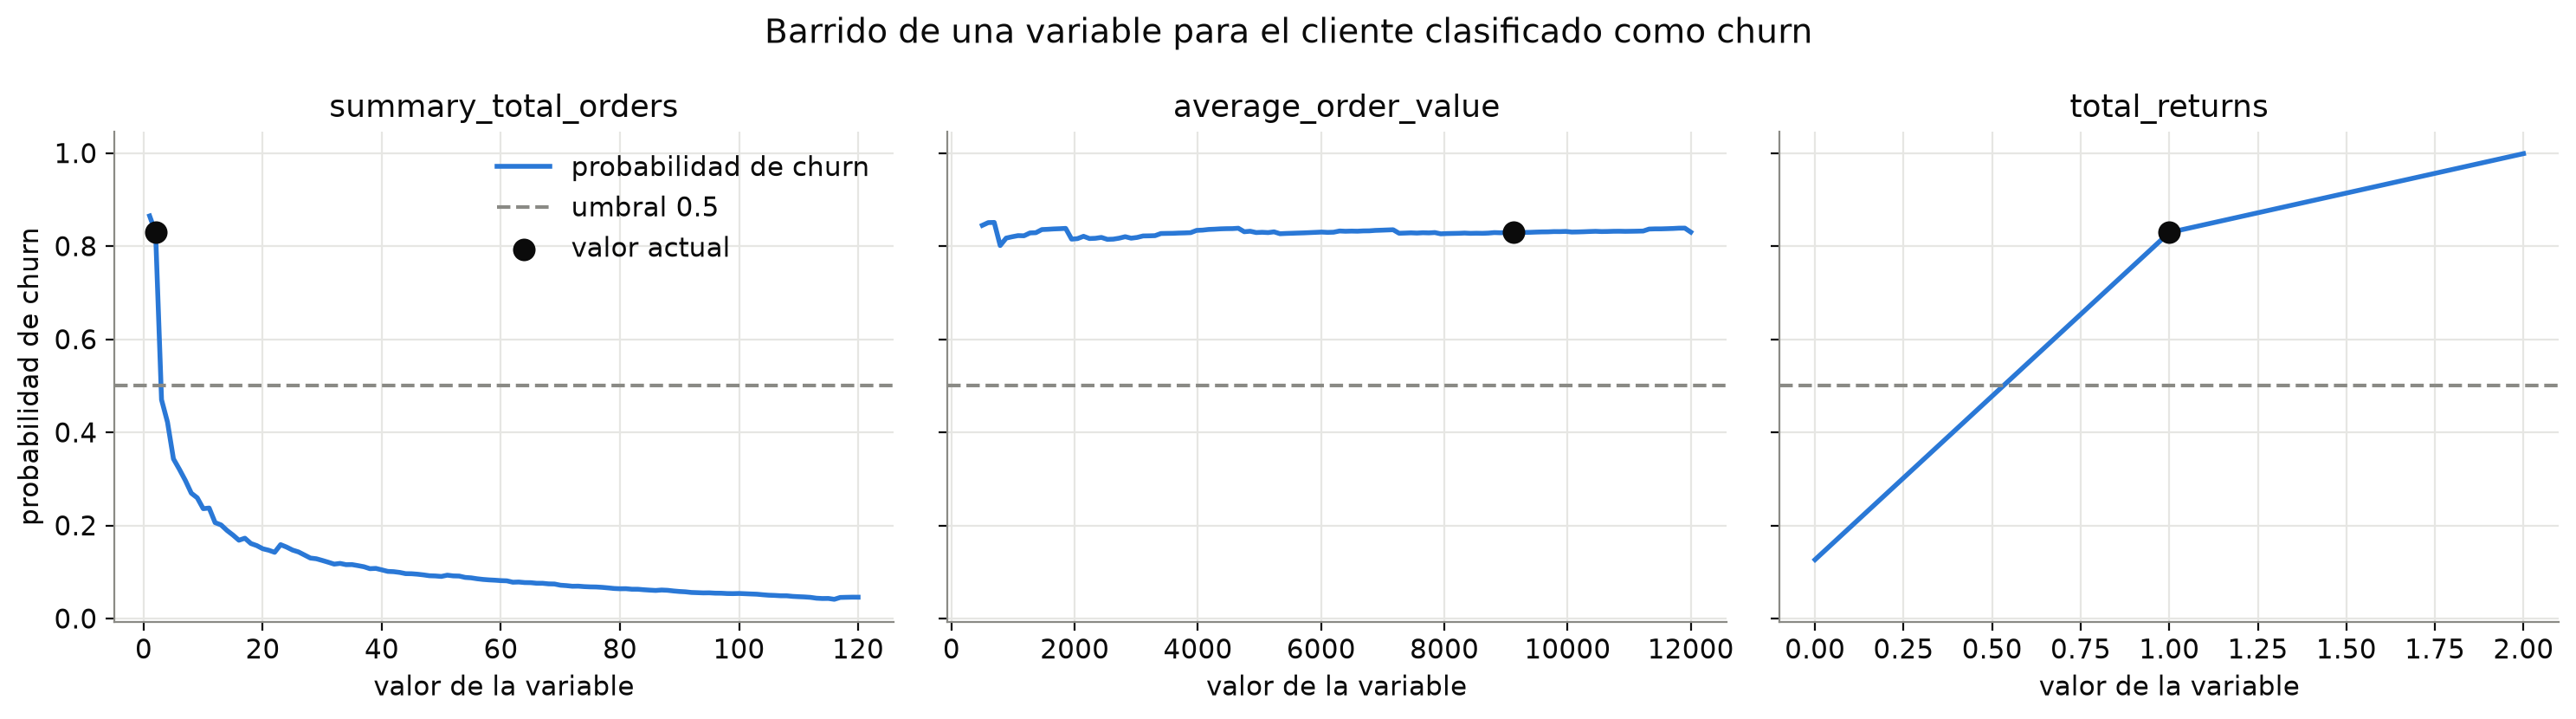 Barrido de una variable para el cliente clasificado como churn
summary_total_orders
average_order_value
total_returns
probabilidad de churn
1.0
0.8
0.6
0.4
0.2
0.0
probabilidad de churn
umbral 0.5
valor actual
0 20 40 60 80 100 120
valor de la variable
0 2000 4000 6000 8000 10000 12000
valor de la variable
0.00 0.25 0.50 0.75 1.00 1.25 1.50 1.75 2.00
valor de la variable